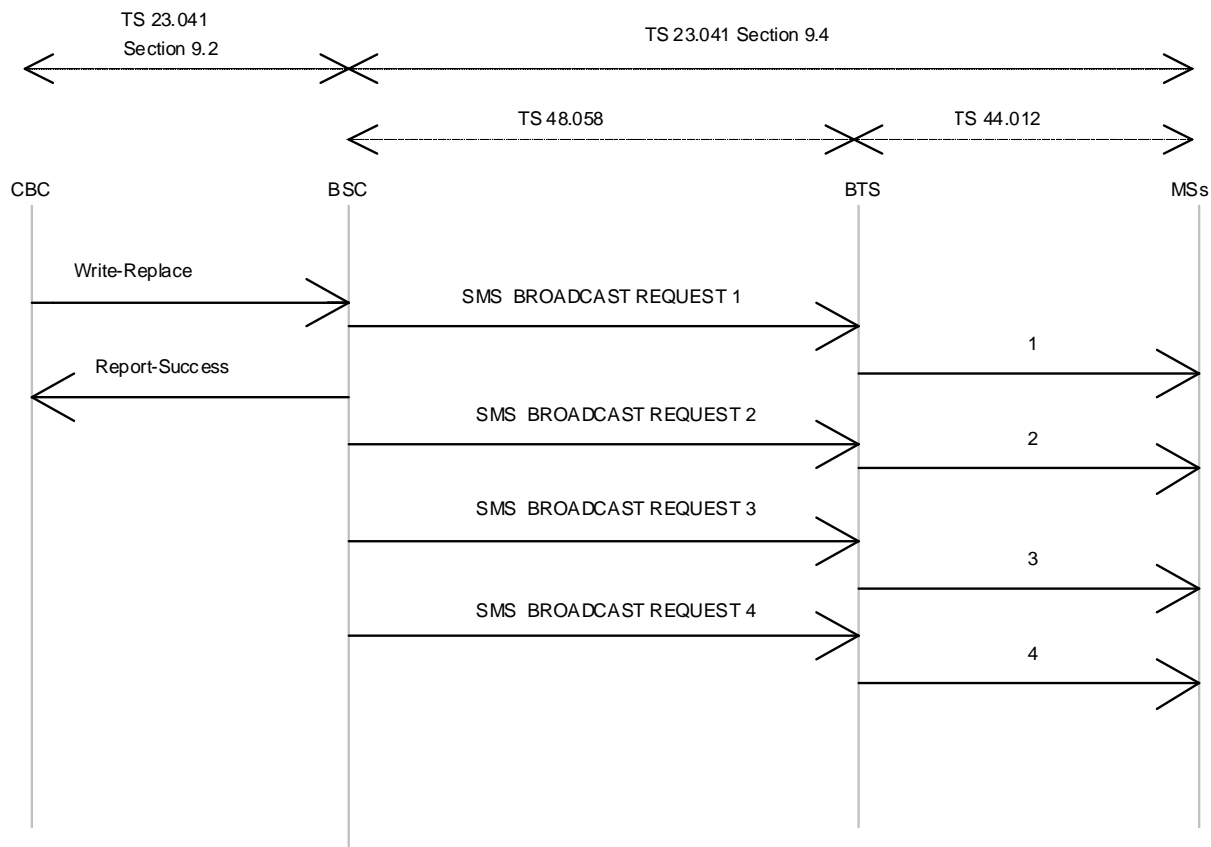 TS 23.041
Section 9.2
TS 23.041 Section 9.4
TS 48.058
TS 44.012
CBC
BSC
BTS
MSs
Write-Replace
SMS BROADCAST REQUEST 1
1
Report-Success
SMS BROADCAST REQUEST 2
2
SMS BROADCAST REQUEST 3
3
SMS BROADCAST REQUEST 4
4